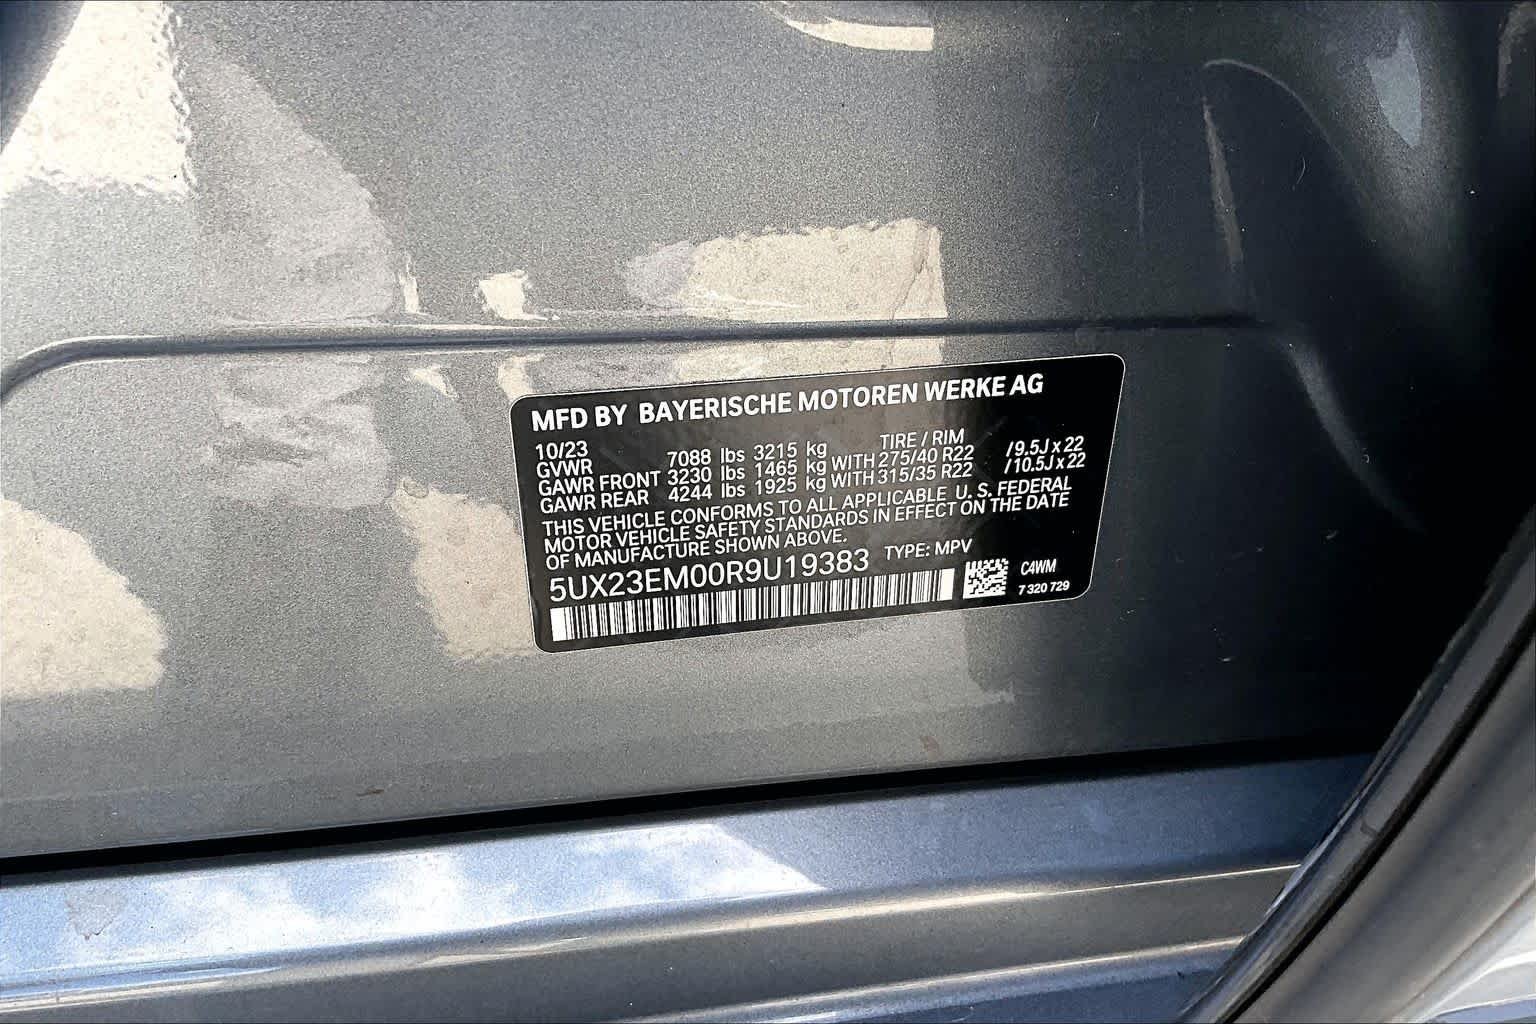 MFD BY BAYERISCHE MOTOREN WERKE AG
10/23 TIRE / RIM
GVWR 7088 lbs 3215 kg
GAWR FRONT 3230 lbs 1465 kg WITH 275/40 R22 /9.5J x 22
GAWR REAR 4244 lbs 1925 kg WITH 315/35 R22 /10.5J x 22
THIS VEHICLE CONFORMS TO ALL APPLICABLE U. S. FEDERAL
MOTOR VEHICLE SAFETY STANDARDS IN EFFECT ON THE DATE
OF MANUFACTURE SHOWN ABOVE.
5UX23EM00R9U19383 TYPE: MPV
C4WM
7 320 729